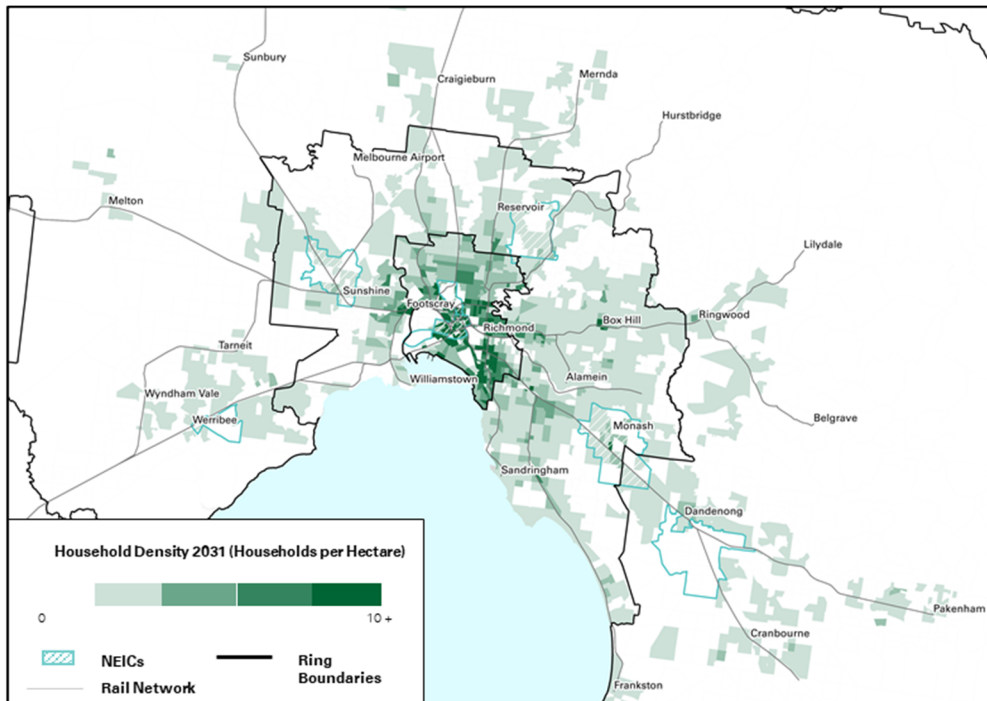 Sunbury
Craigieburn
Mernda
Hurstbridge
Melbourne Airport
Melton
Reservoir
Lilydale
Sunshine
Footscray
Richmond
Box Hill
Ringwood
Tarneit
Williamstown
Alamein
Wyndham Vale
Werribee
Belgrave
Monash
Sandringham
Dandenong
Pakenham
Cranbourne
Frankston
Household Density 2031 (Households per Hectare)
0
10 +
NEICs
Ring
Boundaries
Rail Network